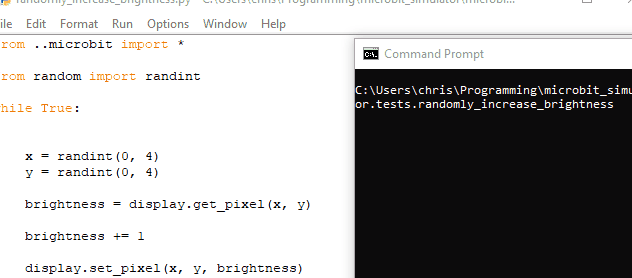 randomly_increase_brightness.py - C:\Users\chris\Programming\microbit_simulator\microbi...
ile Edit Format Run Options Window Help
rom ..microbit import *
rom random import randint
hile True:
x = randint(0, 4)
y = randint(0, 4)
brightness = display.get_pixel(x, y)
brightness += 1
display.set_pixel(x, y, brightness)
Command Prompt
C:\Users\chris\Programming\microbit_simu
or.tests.randomly_increase_brightness